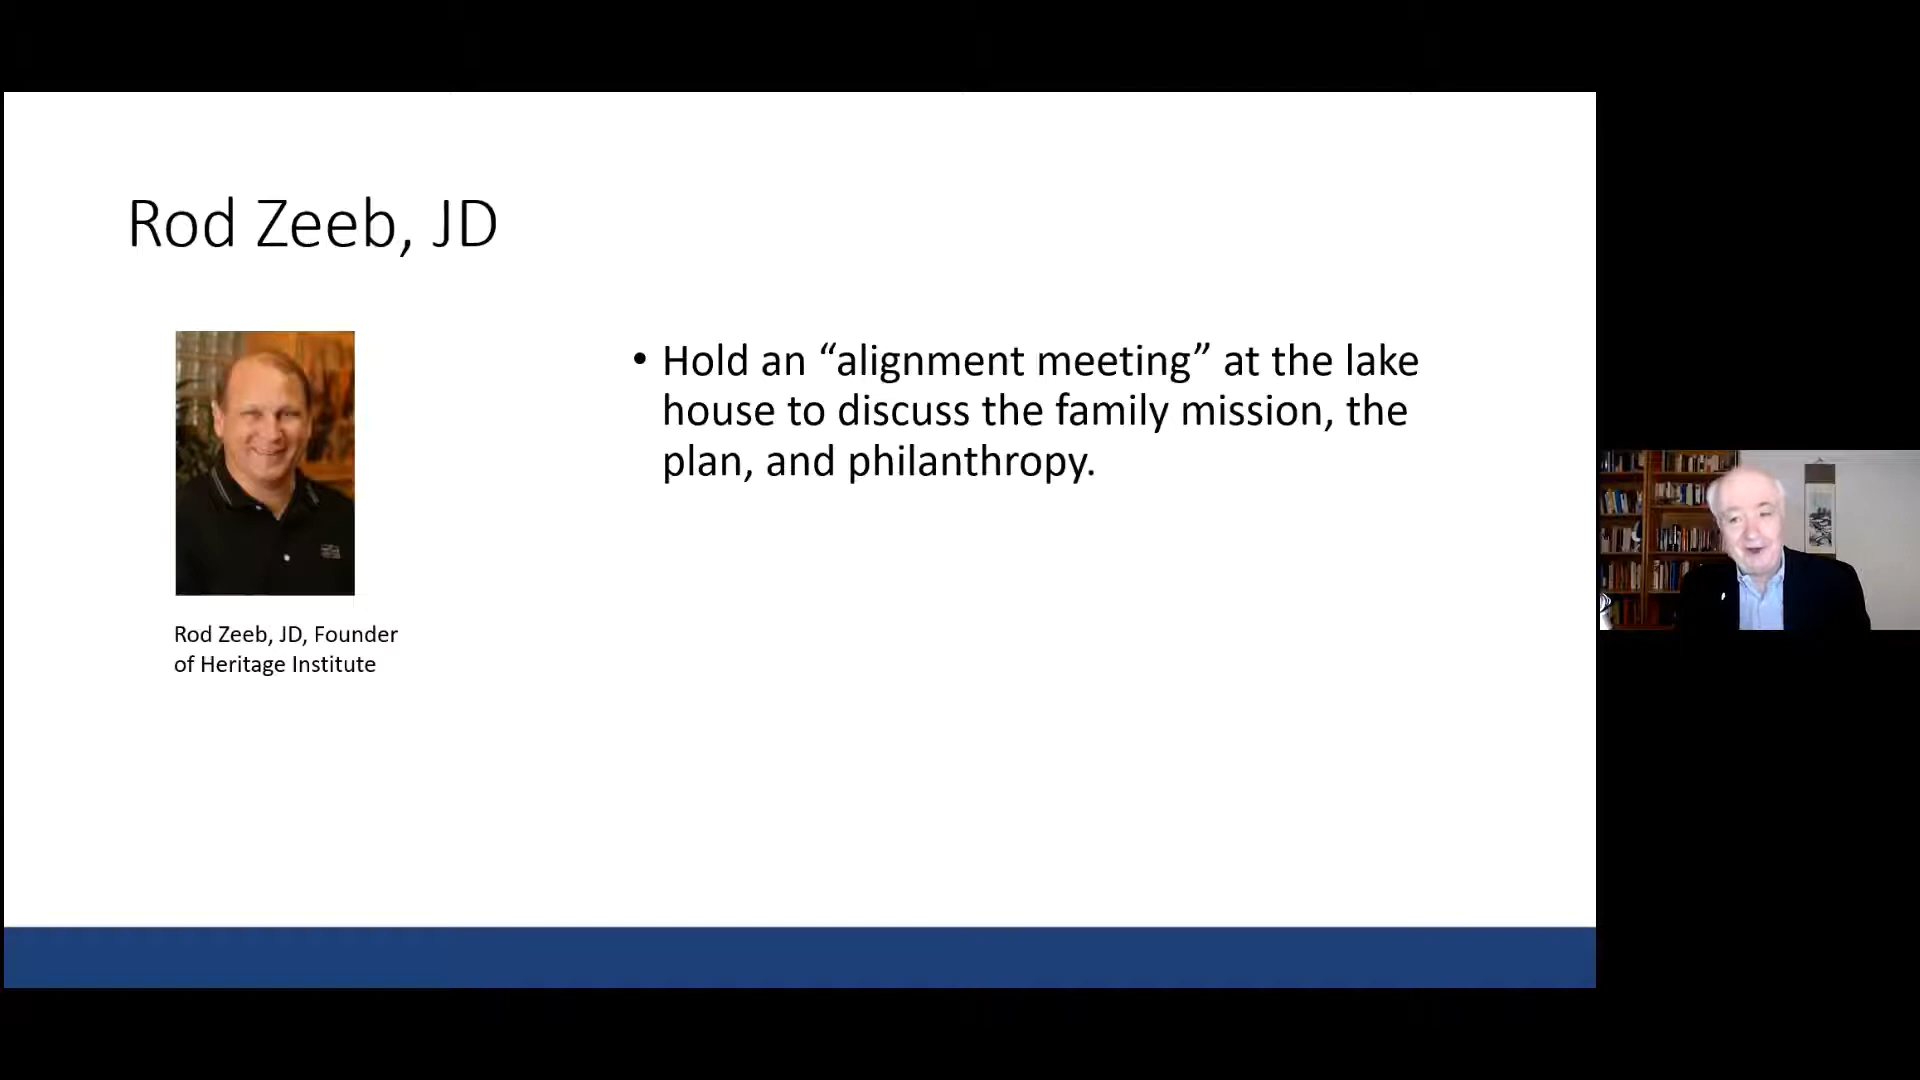 Rod Zeeb, JD
• Hold an “alignment meeting” at the lake
house to discuss the family mission, the
plan, and philanthropy.
Rod Zeeb, JD, Founder
of Heritage Institute